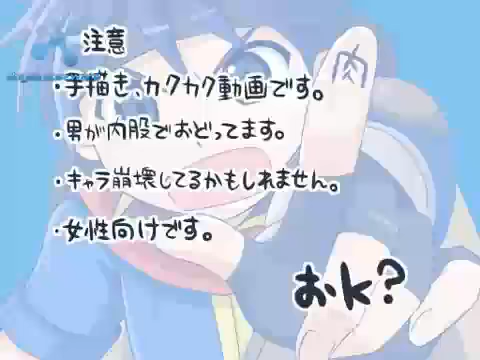 注意
・手描き、カクカク動画です。
・男が内股でおどってます。
・キャラ崩壊してるかもしれません。
・女性向けです。
おk?
肉